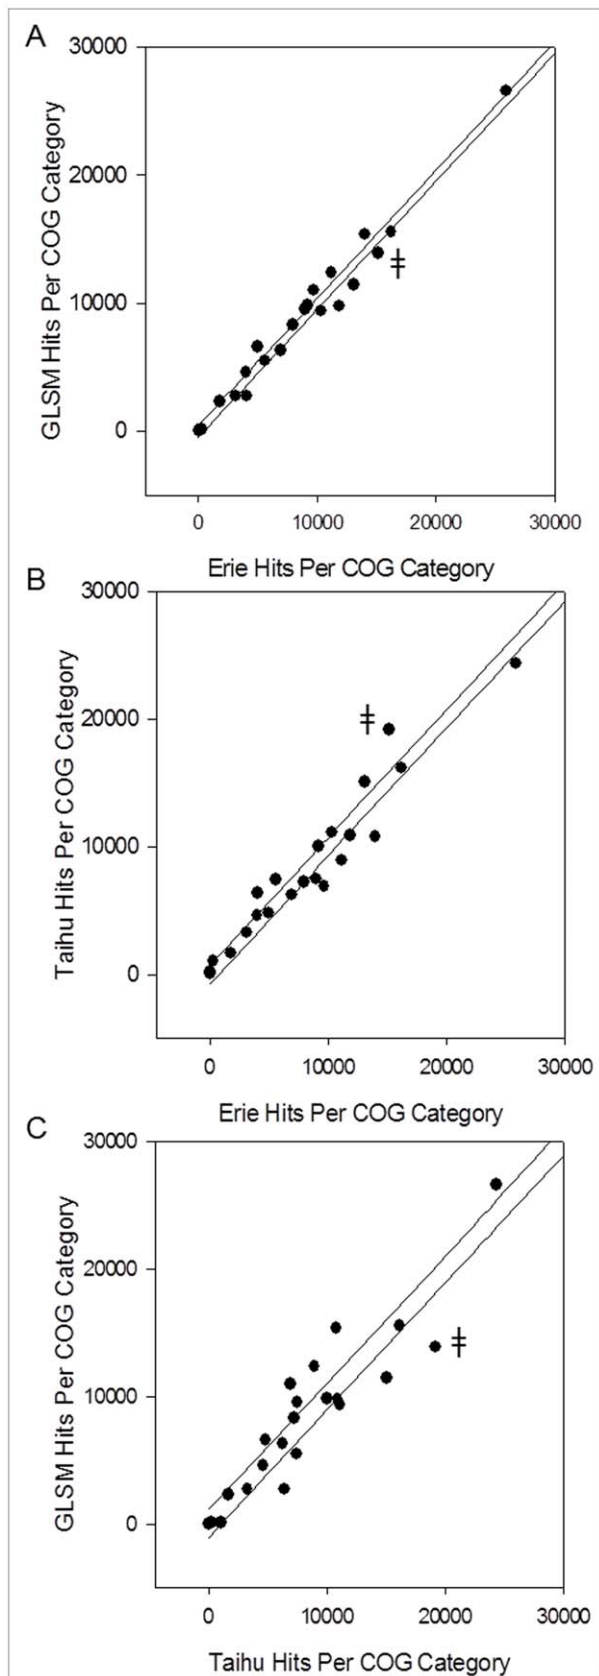 A
30000
20000
10000
0
GLSM Hits Per COG Category
‡
0 10000 20000 30000
Erie Hits Per COG Category
B
30000
20000
10000
0
Taihu Hits Per COG Category
‡
0 10000 20000 30000
Erie Hits Per COG Category
C
30000
20000
10000
0
GLSM Hits Per COG Category
‡
0 10000 20000 30000
Taihu Hits Per COG Category